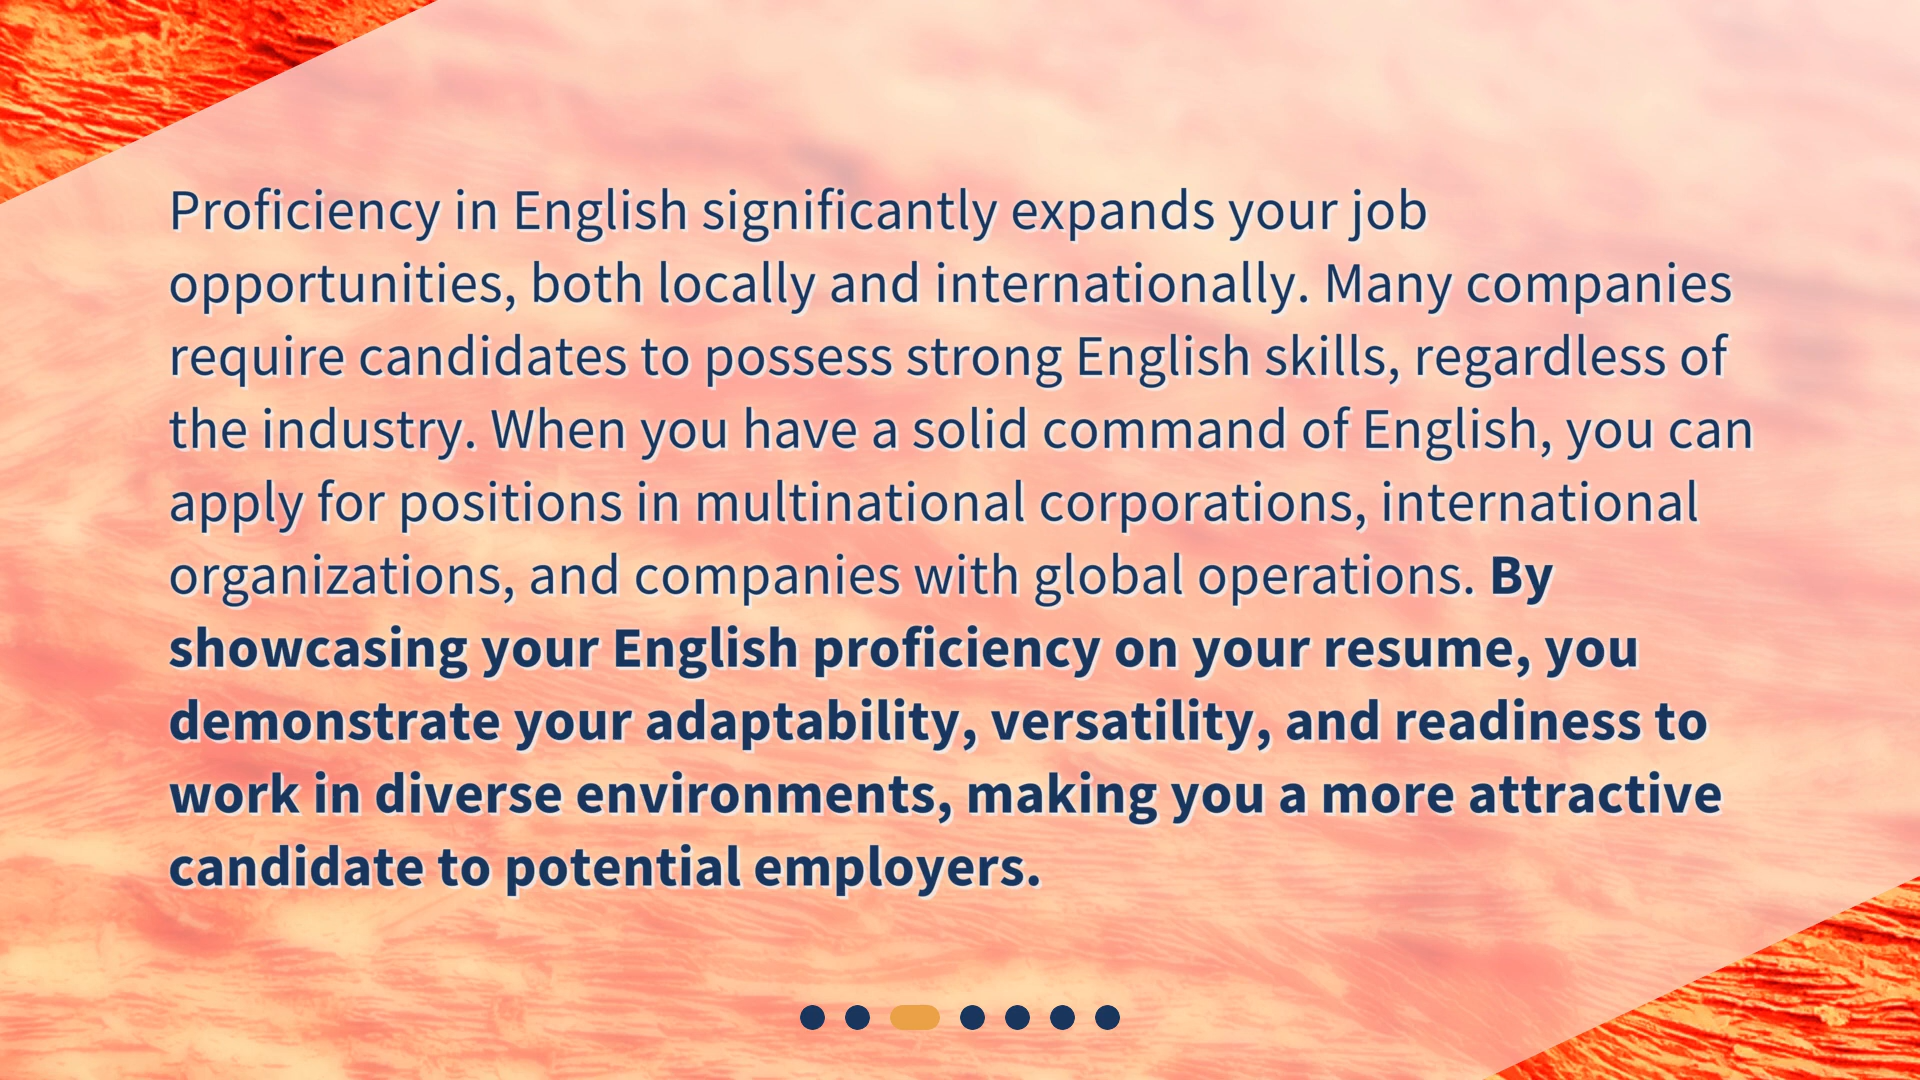 Proficiency in English significantly expands your job
opportunities, both locally and internationally. Many companies
require candidates to possess strong English skills, regardless of
the industry. When you have a solid command of English, you can
apply for positions in multinational corporations, international
organizations, and companies with global operations. By
showcasing your English proficiency on your resume, you
demonstrate your adaptability, versatility, and readiness to
work in diverse environments, making you a more attractive
candidate to potential employers.